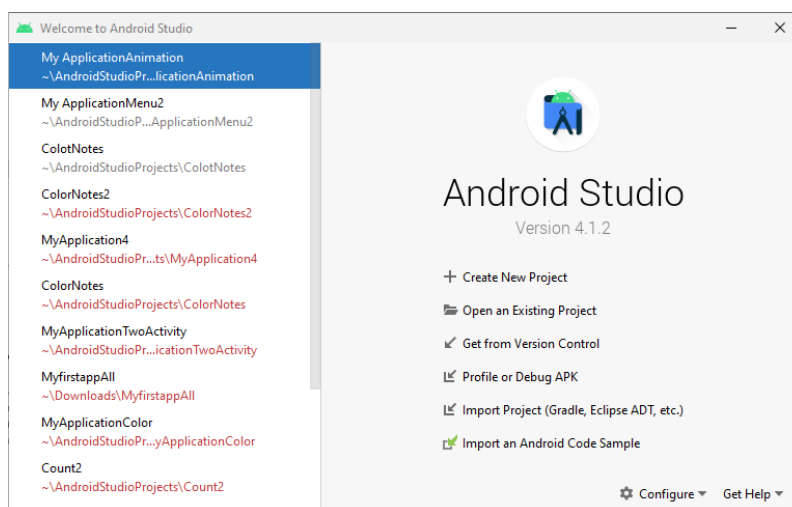 Welcome to Android Studio
My ApplicationAnimation
~\AndroidStudioPr...licationAnimation
My ApplicationMenu2
~\AndroidStudioP...ApplicationMenu2
ColotNotes
~\AndroidStudioProjects\ColotNotes
ColorNotes2
~\AndroidStudioProjects\ColorNotes2
MyApplication4
~\AndroidStudioPr...ts\MyApplication4
ColorNotes
~\AndroidStudioProjects\ColorNotes
MyApplicationTwoActivity
~\AndroidStudioPr...icationTwoActivity
MyfirstappAll
~\Downloads\MyfirstappAll
MyApplicationColor
~\AndroidStudioPr...yApplicationColor
Count2
~\AndroidStudioProjects\Count2
Android Studio
Version 4.1.2
Create New Project
Open an Existing Project
Get from Version Control
Profile or Debug APK
Import Project (Gradle, Eclipse ADT, etc.)
Import an Android Code Sample
Configure
Get Help